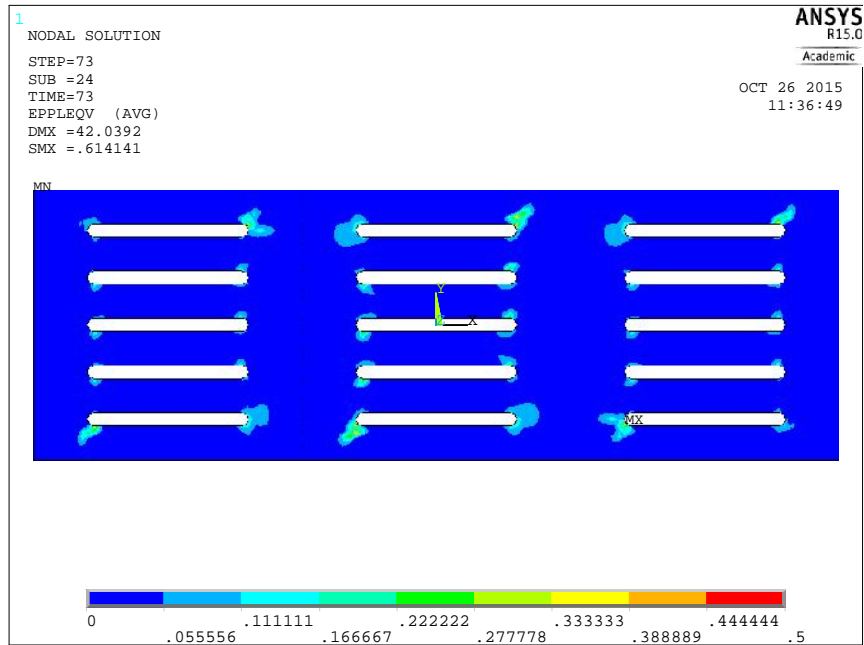 1
NODAL SOLUTION
STEP=73
SUB =24
TIME=73
EPPLEQV (AVG)
DMX =42.0392
SMX =.614141
ANSYS
R15.0
Academic
OCT 26 2015
11:36:49
MN
Y
X
MX
0 .111111 .222222 .333333 .444444
.055556 .166667 .277778 .388889 .5